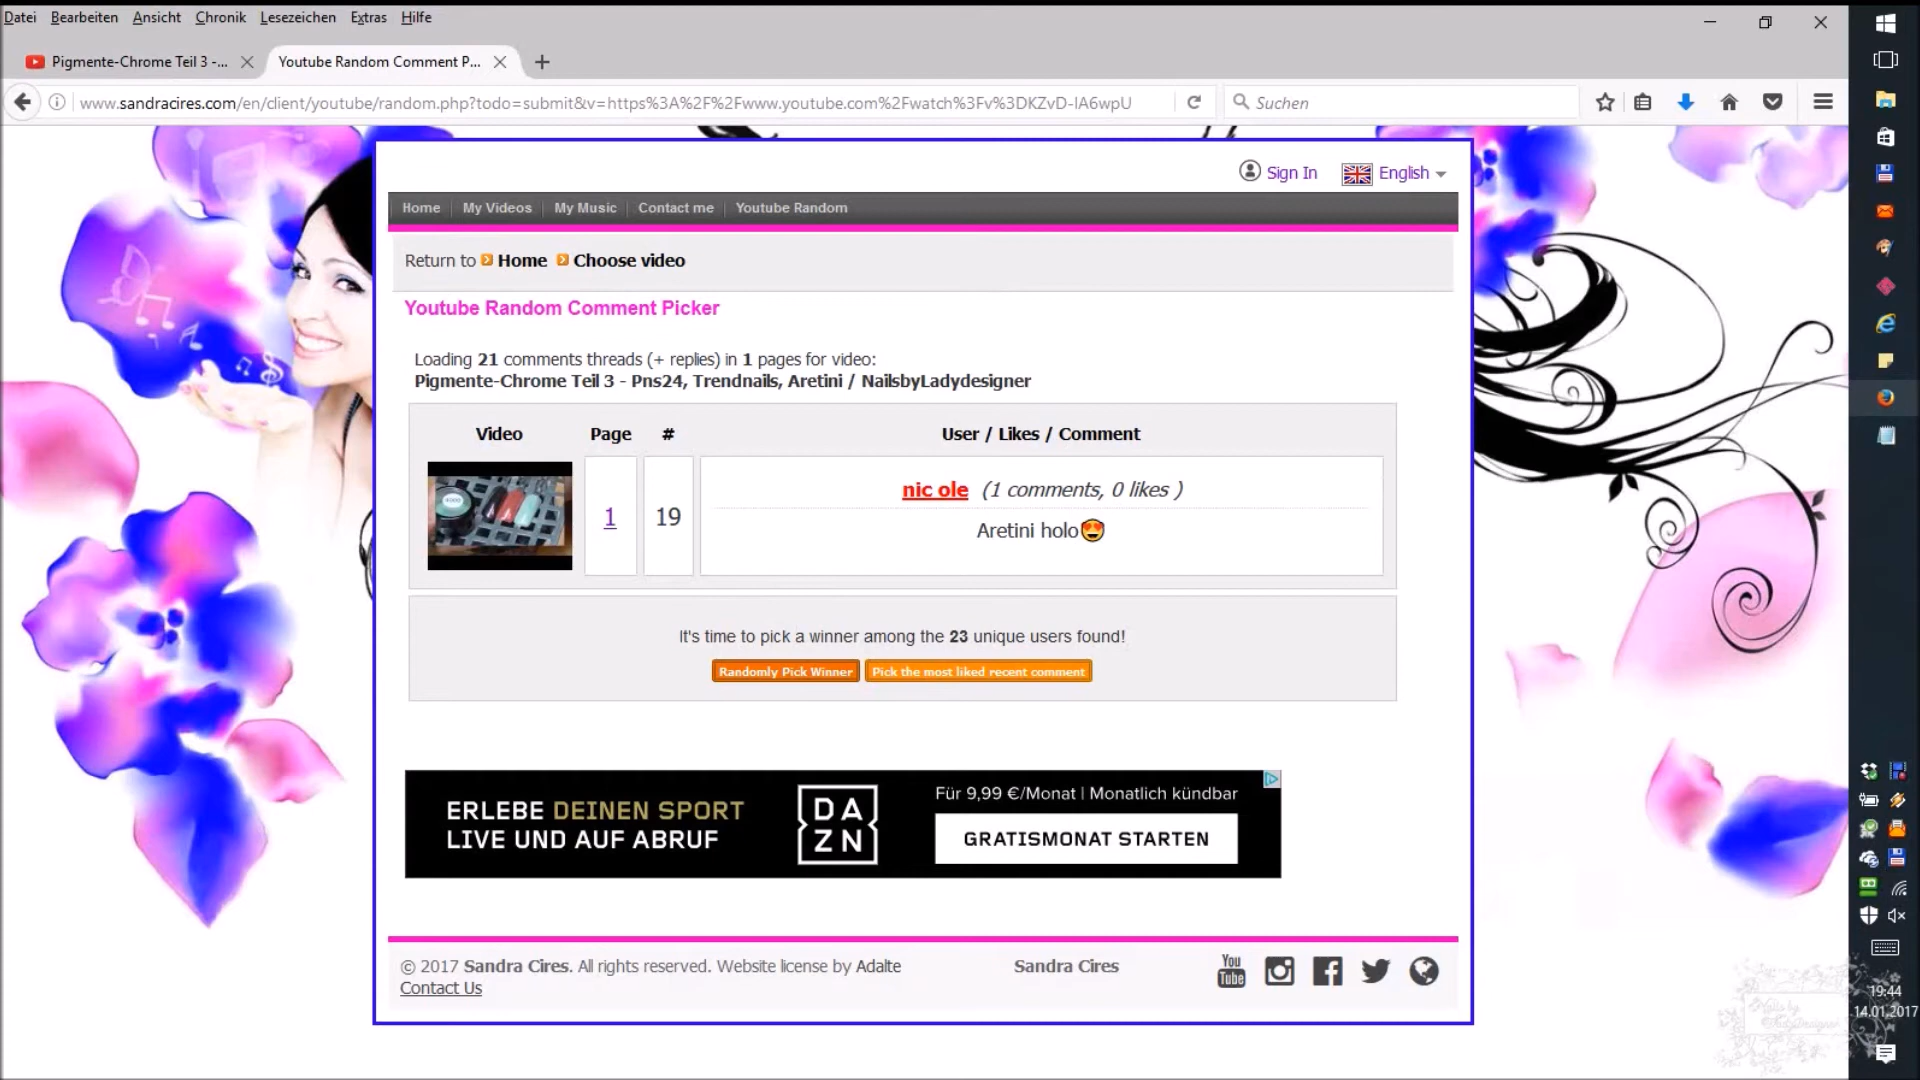 Datei Bearbeiten Ansicht Chronik Lesezeichen Extras Hilfe
Pigmente-Chrome Teil 3 -... Youtube Random Comment P...
www.sandracires.com/en/client/youtube/random.php?todo=submit&v=https%3A%2F%2Fwww.youtube.com%2Fwatch%3Fv%3DKZvD-lA6wpU Suchen
Sign In English
Home My Videos My Music Contact me Youtube Random
Return to Home Choose video
Youtube Random Comment Picker
Loading 21 comments threads (+ replies) in 1 pages for video:
Pigmente-Chrome Teil 3 - Pns24, Trendnails, Aretini / NailsbyLadydesigner
Video Page # User / Likes / Comment
nic ole (1 comments, 0 likes )
1 19
Aretini holo😍
It's time to pick a winner among the 23 unique users found!
Randomly Pick Winner Pick the most liked recent comment
ERLEBE DEINEN SPORT
LIVE UND AUF ABRUF
DA
ZN
Für 9,99 €/Monat | Monatlich kündbar
GRATISMONAT STARTEN
© 2017 Sandra Cires. All rights reserved. Website license by Adalte
Contact Us
Sandra Cires
You
Tube
19:44
14.01.2017